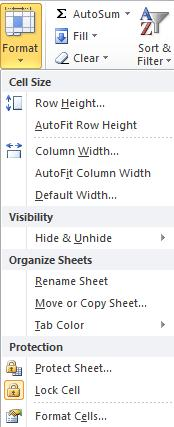 Format
Σ AutoSum
Fill
Clear
Sort &
Filter
Cell Size
Row Height...
AutoFit Row Height
Column Width...
AutoFit Column Width
Default Width...
Visibility
Hide & Unhide
Organize Sheets
Rename Sheet
Move or Copy Sheet...
Tab Color
Protection
Protect Sheet...
Lock Cell
Format Cells...